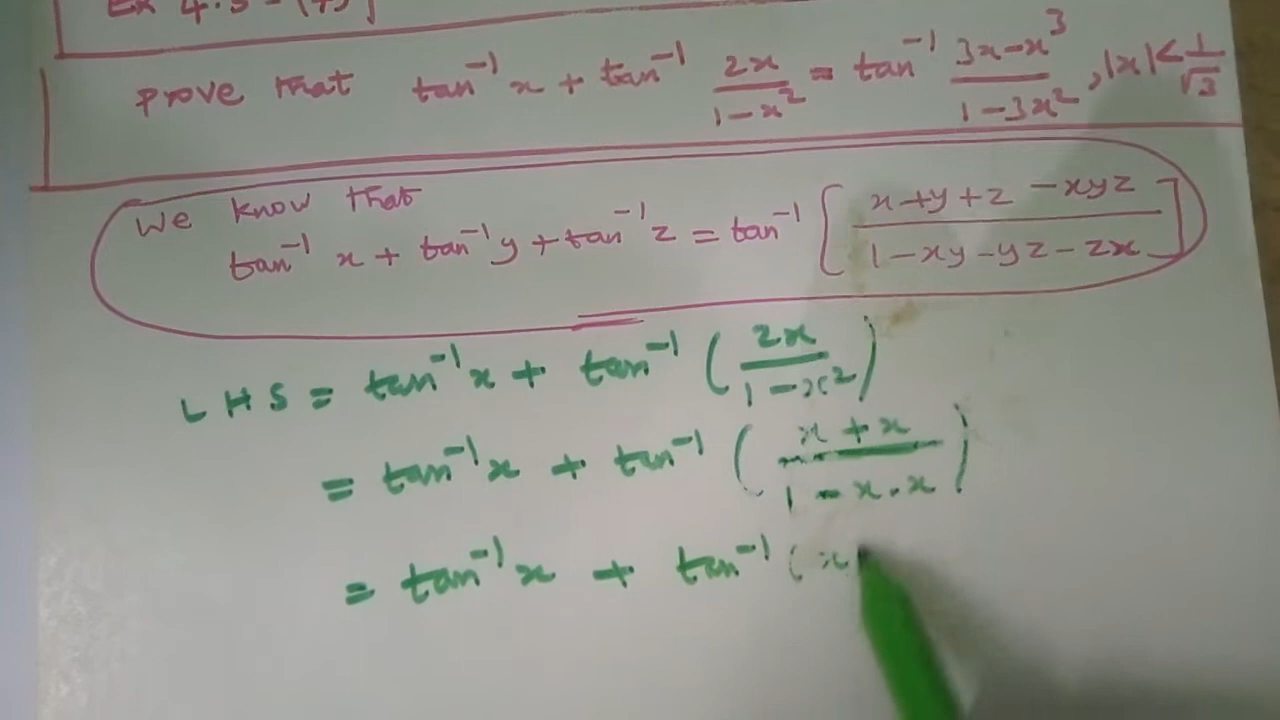 prove that tan⁻¹ x + tan⁻¹ 2x/1-x² = tan⁻¹ 3x-x³/1-3x², |x| < 1/√3
We know that
tan⁻¹ x + tan⁻¹ y + tan⁻¹ z = tan⁻¹ [x+y+z-xyz/1-xy-yz-zx]
LHS = tan⁻¹ x + tan⁻¹ (2x/1-x²)
= tan⁻¹ x + tan⁻¹ (x+x/1-x.x)
= tan⁻¹ x + tan⁻¹ (x